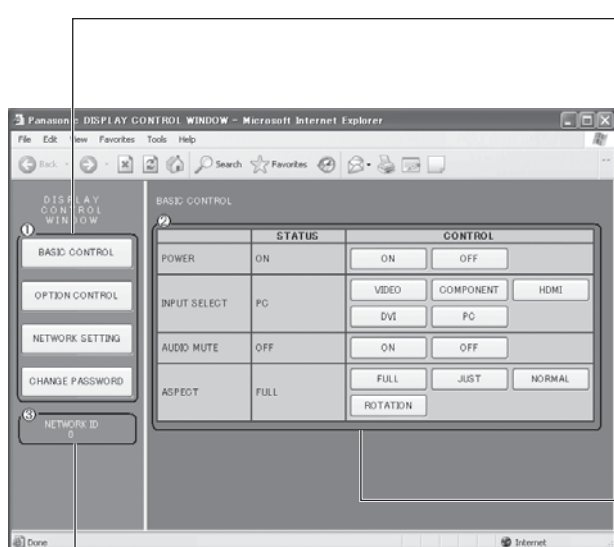 Panasonic DISPLAY CONTROL WINDOW - Microsoft Internet Explorer
File Edit View Favorites Tools Help
Back Search Favorites
DISPLAY
CONTROL
WINDOW
①
BASIC CONTROL
OPTION CONTROL
NETWORK SETTING
CHANGE PASSWORD
③
NETWORK ID
0
BASIC CONTROL
②
STATUS CONTROL
POWER ON ON OFF
INPUT SELECT PC VIDEO COMPONENT HDMI
DVI PC
AUDIO MUTE OFF ON OFF
ASPECT FULL FULL JUST NORMAL
ROTATION
Done Internet